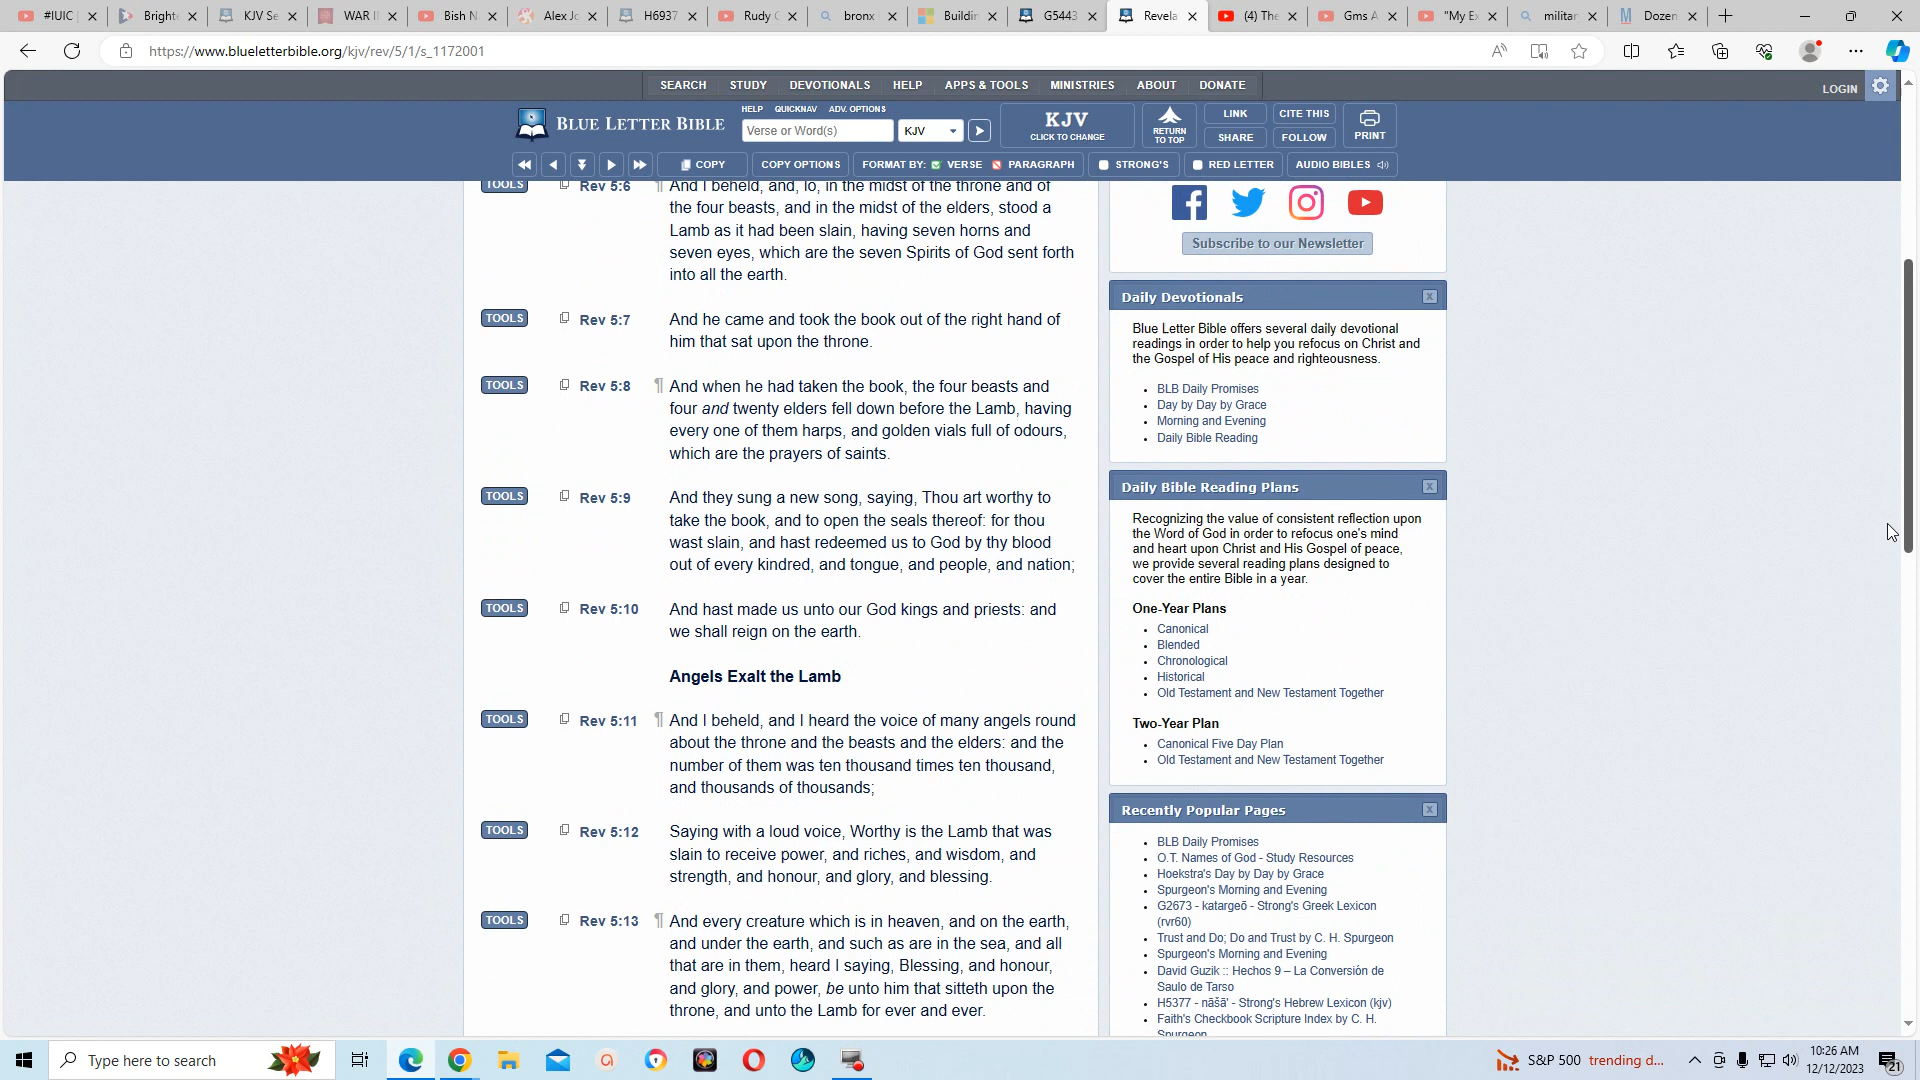 #IUIC
Bright
KJV Se
WAR I
Bish N
Alex Jo
H6937
Rudy C
bronx
Buildin
G5443
Revela
(4) The
Gms A
"My Ex
militar
Dozen
https://www.blueletterbible.org/kjv/rev/5/1/s_1172001
SEARCH STUDY DEVOTIONALS HELP APPS & TOOLS MINISTRIES ABOUT DONATE
LOGIN
BLUE LETTER BIBLE
HELP QUICKNAV ADV. OPTIONS
Verse or Word(s)
KJV
KJV
CLICK TO CHANGE
RETURN
TO TOP
LINK
CITE THIS
SHARE
FOLLOW
PRINT
COPY
COPY OPTIONS
FORMAT BY: VERSE PARAGRAPH
STRONG'S
RED LETTER
AUDIO BIBLES
TOOLS Rev 5:6 ¶ And I beheld, and, lo, in the midst of the throne and of
the four beasts, and in the midst of the elders, stood a
Lamb as it had been slain, having seven horns and
seven eyes, which are the seven Spirits of God sent forth
into all the earth.
TOOLS Rev 5:7 And he came and took the book out of the right hand of
him that sat upon the throne.
TOOLS Rev 5:8 ¶ And when he had taken the book, the four beasts and
four and twenty elders fell down before the Lamb, having
every one of them harps, and golden vials full of odours,
which are the prayers of saints.
TOOLS Rev 5:9 And they sung a new song, saying, Thou art worthy to
take the book, and to open the seals thereof: for thou
wast slain, and hast redeemed us to God by thy blood
out of every kindred, and tongue, and people, and nation;
TOOLS Rev 5:10 And hast made us unto our God kings and priests: and
we shall reign on the earth.
Angels Exalt the Lamb
TOOLS Rev 5:11 ¶ And I beheld, and I heard the voice of many angels round
about the throne and the beasts and the elders: and the
number of them was ten thousand times ten thousand,
and thousands of thousands;
TOOLS Rev 5:12 Saying with a loud voice, Worthy is the Lamb that was
slain to receive power, and riches, and wisdom, and
strength, and honour, and glory, and blessing.
TOOLS Rev 5:13 ¶ And every creature which is in heaven, and on the earth,
and under the earth, and such as are in the sea, and all
that are in them, heard I saying, Blessing, and honour,
and glory, and power, be unto him that sitteth upon the
throne, and unto the Lamb for ever and ever.
Subscribe to our Newsletter
Daily Devotionals
Blue Letter Bible offers several daily devotional
readings in order to help you refocus on Christ and
the Gospel of His peace and righteousness.
BLB Daily Promises
Day by Day by Grace
Morning and Evening
Daily Bible Reading
Daily Bible Reading Plans
Recognizing the value of consistent reflection upon
the Word of God in order to refocus one's mind
and heart upon Christ and His Gospel of peace,
we provide several reading plans designed to
cover the entire Bible in a year.
One-Year Plans
Canonical
Blended
Chronological
Historical
Old Testament and New Testament Together
Two-Year Plan
Canonical Five Day Plan
Old Testament and New Testament Together
Recently Popular Pages
BLB Daily Promises
O.T. Names of God - Study Resources
Hoekstra's Day by Day by Grace
Spurgeon's Morning and Evening
G2673 - katargeō - Strong's Greek Lexicon
(rvr60)
Trust and Do; Do and Trust by C. H. Spurgeon
Spurgeon's Morning and Evening
David Guzik :: Hechos 9 – La Conversión de
Saulo de Tarso
H5377 - nāšā' - Strong's Hebrew Lexicon (kjv)
Faith's Checkbook Scripture Index by C. H.
Spurgeon
Type here to search
S&P 500 trending d...
10:26 AM
12/12/2023
21